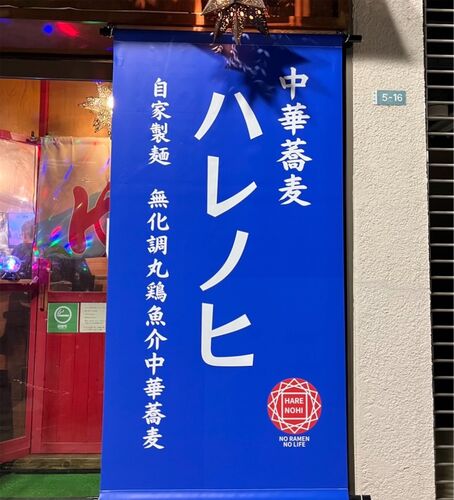 中華蕎麦
ハレノヒ
自家製麺 無化調丸鶏魚介中華蕎麦
HARE
NOHI
NO RAMEN
NO LIFE
5-16